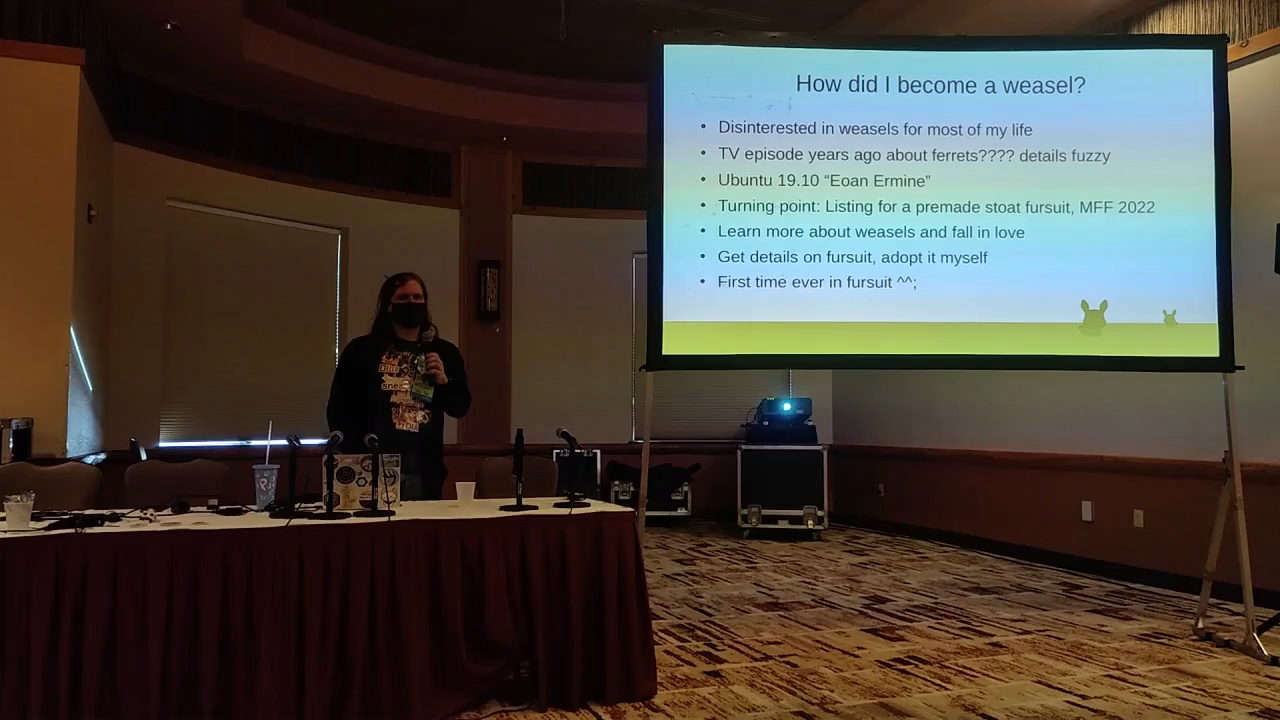 How did I become a weasel?
• Disinterested in weasels for most of my life
• TV episode years ago about ferrets???? details fuzzy
• Ubuntu 19.10 “Eoan Ermine”
• Turning point: Listing for a premade stoat fursuit, MFF 2022
• Learn more about weasels and fall in love
• Get details on fursuit, adopt it myself
• First time ever in fursuit ^^;